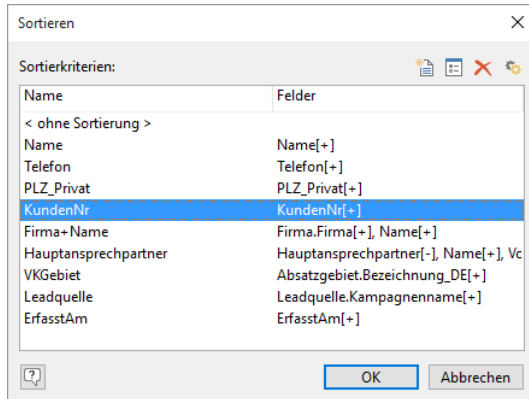 Sortieren
Sortierkriterien:
Name Felder
< ohne Sortierung >
Name Name[+]
Telefon Telefon[+]
PLZ_Privat PLZ_Privat[+]
KundenNr KundenNr[+]
Firma+Name Firma.Firma[+], Name[+]
Hauptansprechpartner Hauptansprechpartner[-], Name[+], Vc
VKGebiet Absatzgebiet.Bezeichnung_DE[+]
Leadquelle Leadquelle.Kampagnenname[+]
ErfasstAm ErfasstAm[+]
? OK Abbrechen